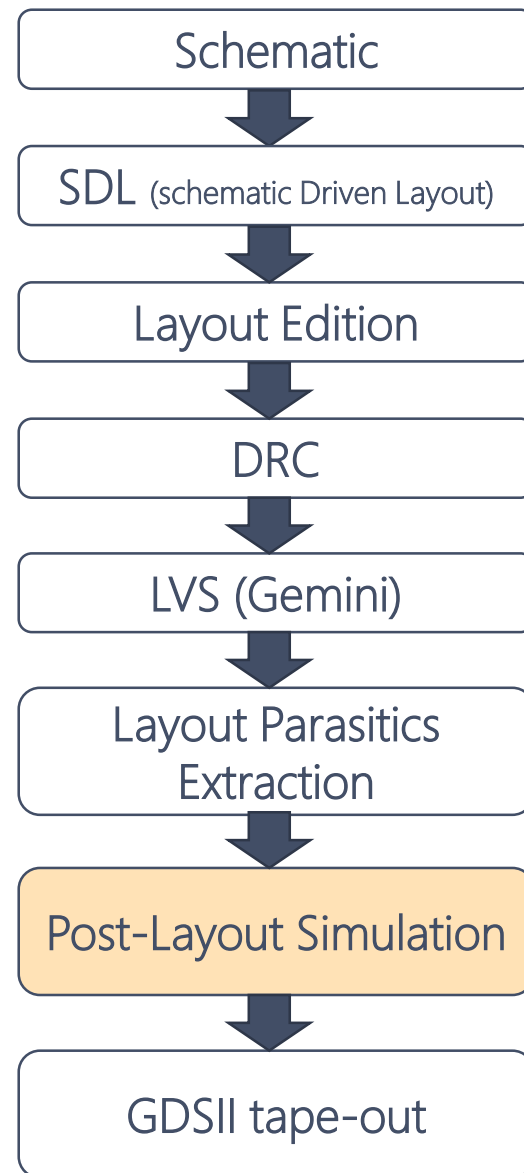 Schematic
SDL (schematic Driven Layout)
Layout Edition
DRC
LVS (Gemini)
Layout Parasitics
Extraction
Post-Layout Simulation
GDSII tape-out